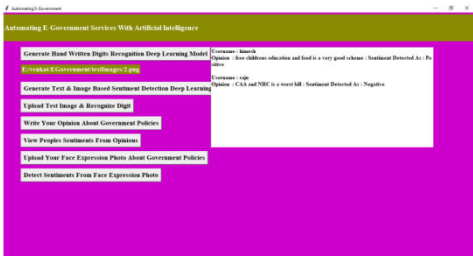 Automating E-Government
Automating E-Government Services With Artificial Intelligence
Generate Hand Written Digits Recognition Deep Learning Model
E:/venkat/EGovernment/testImages/2.png
Generate Text & Image Based Sentiment Detection Deep Learning
Upload Test Image & Recognize Digit
Write Your Opinion About Government Policies
View Peoples Sentiments From Opinions
Upload Your Face Expression Photo About Government Policies
Detect Sentiments From Face Expression Photo
Username : himesh
Opinion : free childrens education and food is a very good scheme : Sentiment Detected As : Po
sitive
Username : raju
Opinion : CAA and NRC is a worst bill : Sentiment Detected As : Negative